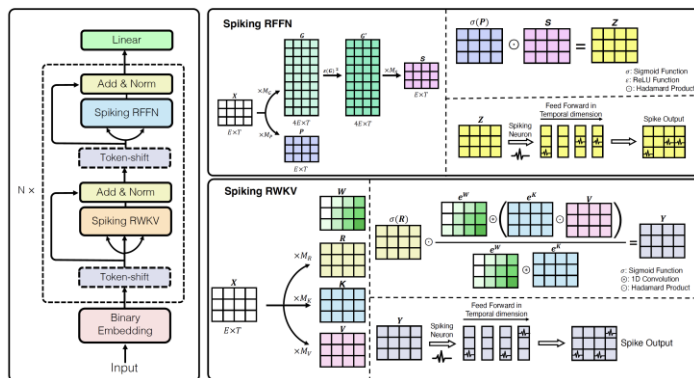 Linear
Add & Norm
Spiking RFFN
Token-shift
N ×
Add & Norm
Spiking RWKV
Token-shift
Binary
Embedding
Input
Spiking RFFN
X
E×T
×M_G
×M_P
G
4E×T
P
E×T
G'
4E×T
×M_S
S
E×T
σ(P)
S
Z
⊙
=
σ: Sigmoid Function
ε: ReLU Function
⊙: Hadamard Product
Z
Spiking
Neuron
Feed Forward in
Temporal dimension
Spike Output
Spiking RWKV
X
E×T
×M_R
×M_K
×M_V
W
R
K
V
σ(R)
⊙
e^W
e^K
V
e^W
e^K
=
Y
σ: Sigmoid Function
⊛: 1D Convolution
⊙: Hadamard Product
Y
Spiking
Neuron
Feed Forward in
Temporal dimension
Spike Output